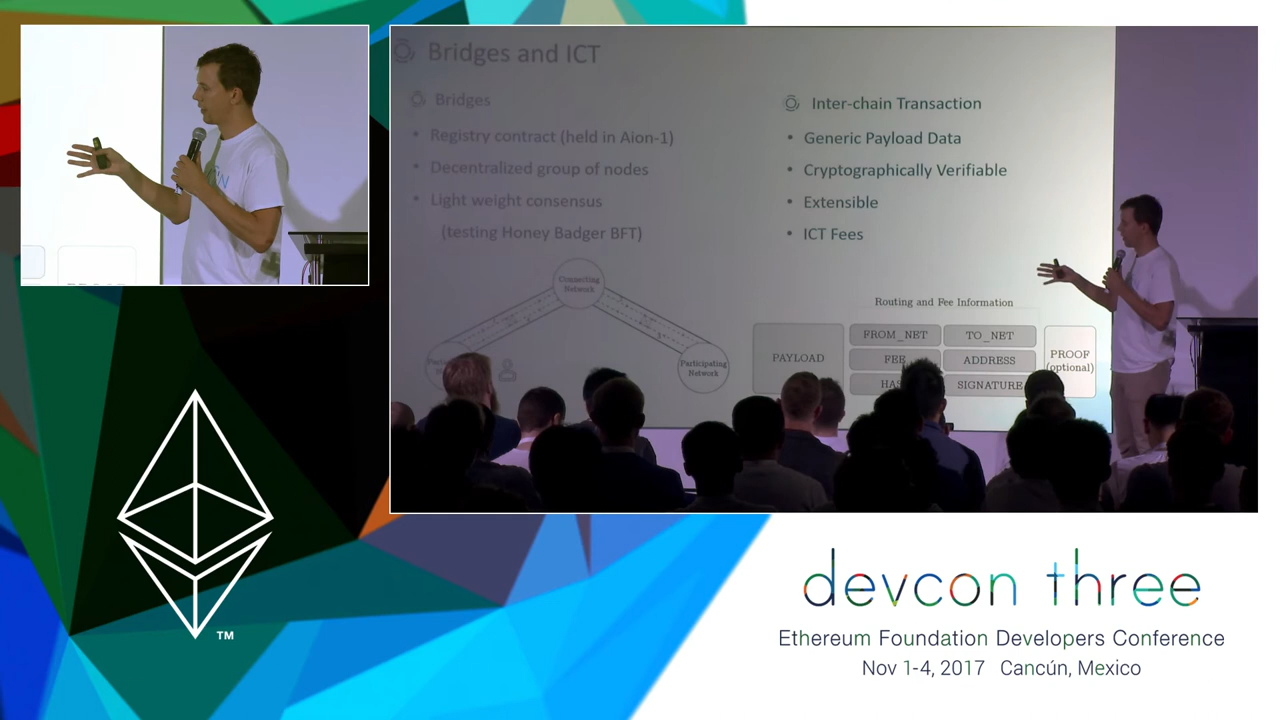 Bridges and ICT
Bridges
• Registry contract (held in Aion-1)
• Decentralized group of nodes
• Light weight consensus
(testing Honey Badger BFT)
Connecting
Network
Participating
Network
Inter-chain Transaction
• Generic Payload Data
• Cryptographically Verifiable
• Extensible
• ICT Fees
Routing and Fee Information
PAYLOAD
FROM_NET
TO_NET
FEE
ADDRESS
SIGNATURE
PROOF
(optional)
TM
devcon three
Ethereum Foundation Developers Conference
Nov 1-4, 2017 Cancún, Mexico